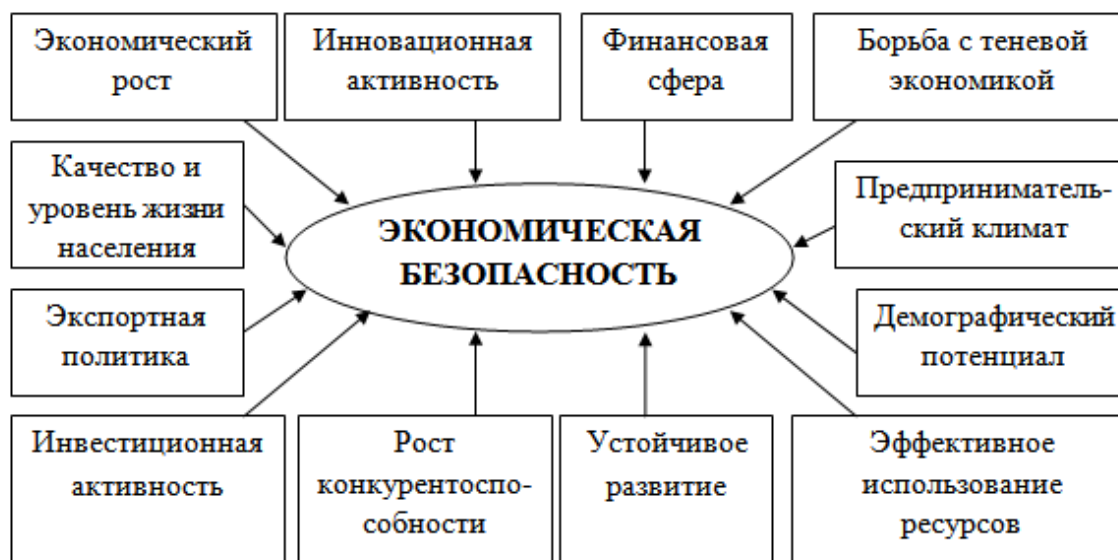 Экономический
рост
Инновационная
активность
Финансовая
сфера
Борьба с теневой
экономикой
Качество и
уровень жизни
населения
ЭКОНОМИЧЕСКАЯ
БЕЗОПАСНОСТЬ
Предприниматель-
ский климат
Экспортная
политика
Демографический
потенциал
Инвестиционная
активность
Рост
конкурентоспо-
собности
Устойчивое
развитие
Эффективное
использование
ресурсов